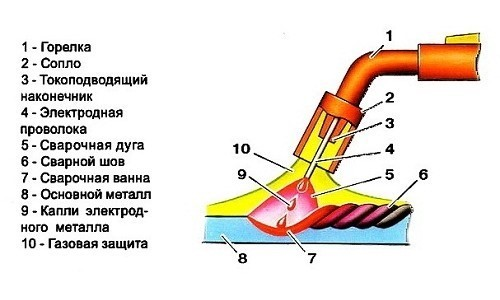 1 - Горелка
2 - Сопло
3 - Токоподводящий
наконечник
4 - Электродная
проволока
5 - Сварочная дуга
6 - Сварной шов
7 - Сварочная ванна
8 - Основной металл
9 - Капли электрод-
ного металла
10 - Газовая защита
1
2
3
4
10
9
5
6
8
7